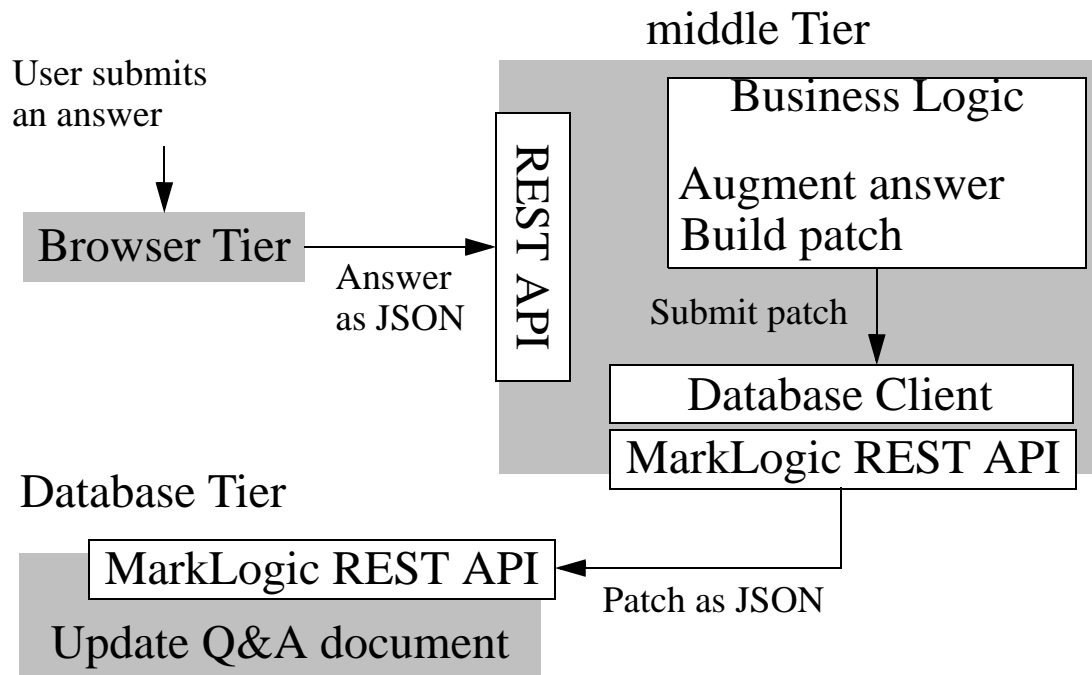 middle Tier
User submits
an answer
Business Logic
Augment answer
Build patch
REST API
Browser Tier
Answer
as JSON
Submit patch
Database Client
MarkLogic REST API
Database Tier
MarkLogic REST API
Patch as JSON
Update Q&A document